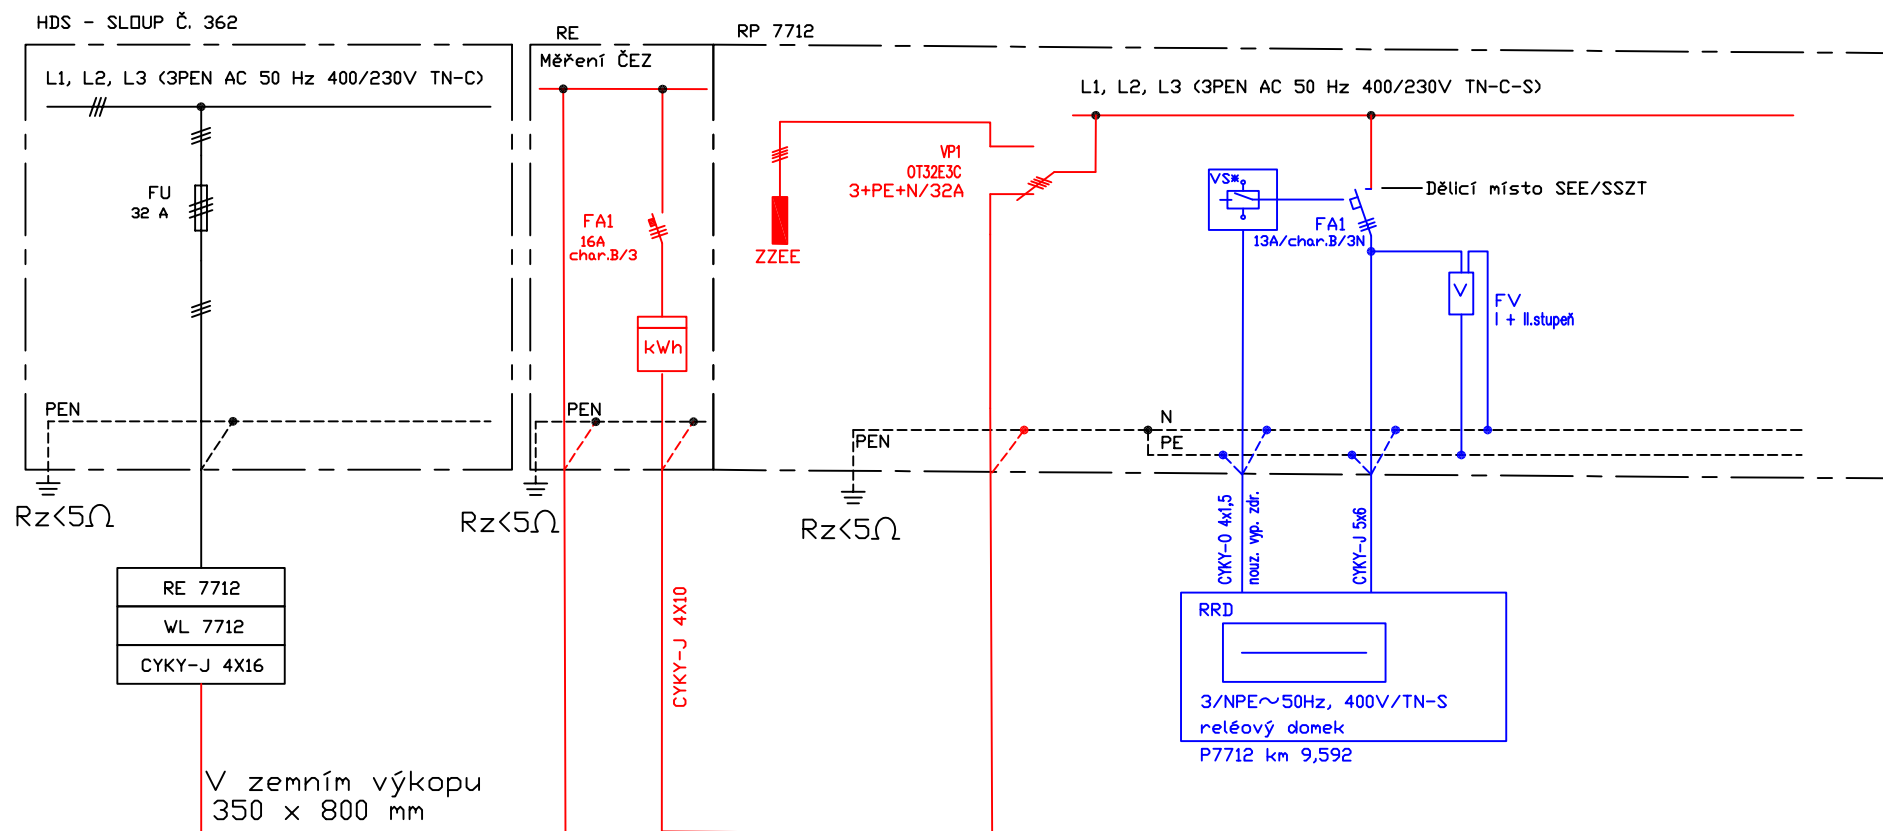 HDS - SLOUP Č. 362
L1, L2, L3 (3PEN AC 50 Hz 400/230V TN-C)
FU
32 A
PEN
Rz<5Ω
RE 7712
WL 7712
CYKY-J 4X16
V zemním výkopu
350 x 800 mm
RE
Měření ČEZ
FA1
16A
char.B/3
kWh
PEN
Rz<5Ω
CYKY-J 4X10
RP 7712
L1, L2, L3 (3PEN AC 50 Hz 400/230V TN-C-S)
VP1
OT32E3C
3+PE+N/32A
ZZEE
VS*
Dělicí místo SEE/SSZT
FA1
13A/char.B/3N
V
FV
I + II.stupeň
N
PE
PEN
Rz<5Ω
CYKY-O 4x1,5
nouz. vyp. zdr.
CYKY-J 5x6
RRD
3/NPE~50Hz, 400V/TN-S
reléový domek
P7712 km 9,592